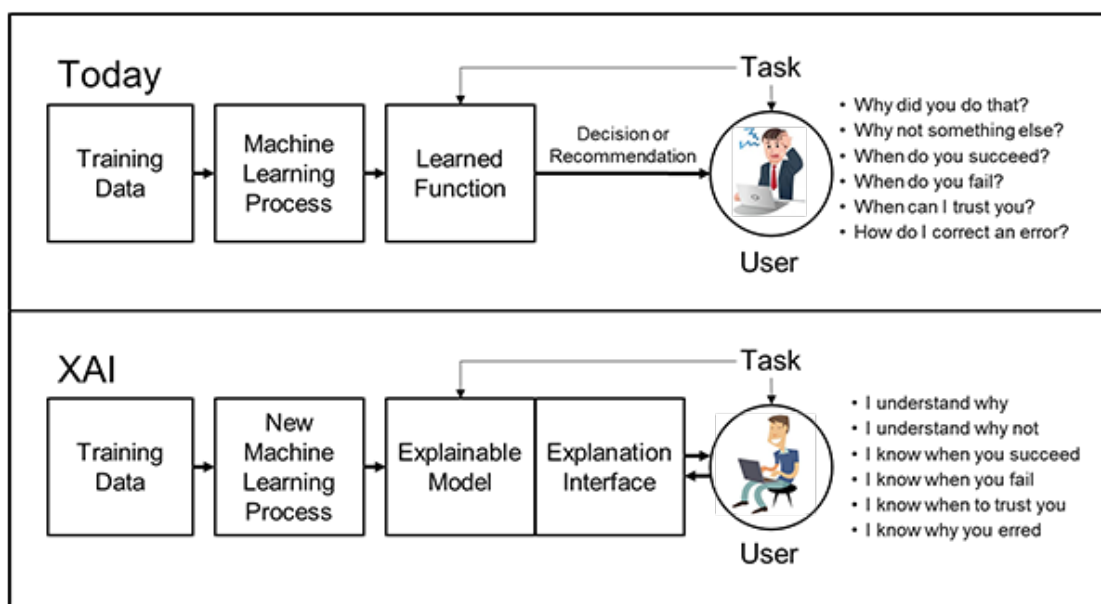 Today
Task
Training
Data
Machine
Learning
Process
Learned
Function
Decision or
Recommendation
User
• Why did you do that?
• Why not something else?
• When do you succeed?
• When do you fail?
• When can I trust you?
• How do I correct an error?
XAI
Task
Training
Data
New
Machine
Learning
Process
Explainable
Model
Explanation
Interface
User
• I understand why
• I understand why not
• I know when you succeed
• I know when you fail
• I know when to trust you
• I know why you erred